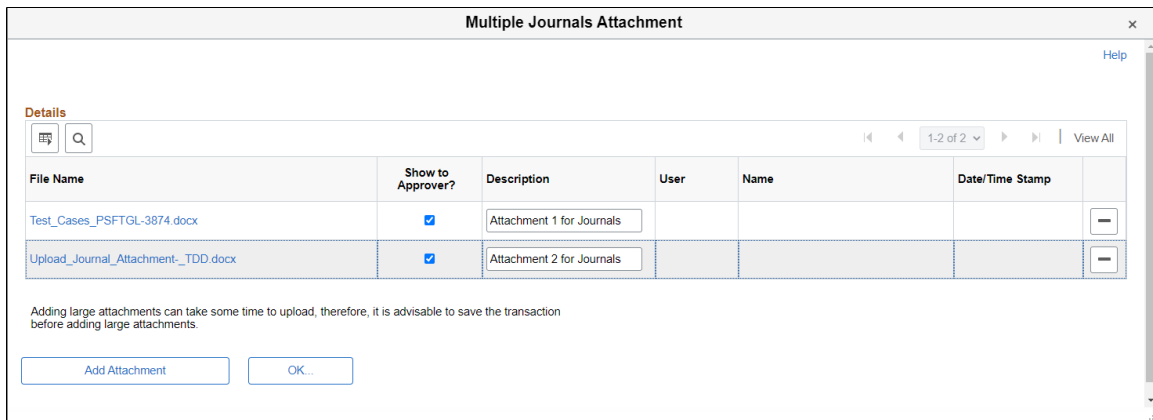 Multiple Journals Attachment
×
Help
Details
1-2 of 2
View All
File Name
Show to Approver?
Description
User
Name
Date/Time Stamp
Test_Cases_PSFTGL-3874.docx
Attachment 1 for Journals
Upload_Journal_Attachment-_TDD.docx
Attachment 2 for Journals
Adding large attachments can take some time to upload, therefore, it is advisable to save the transaction
before adding large attachments.
Add Attachment
OK...